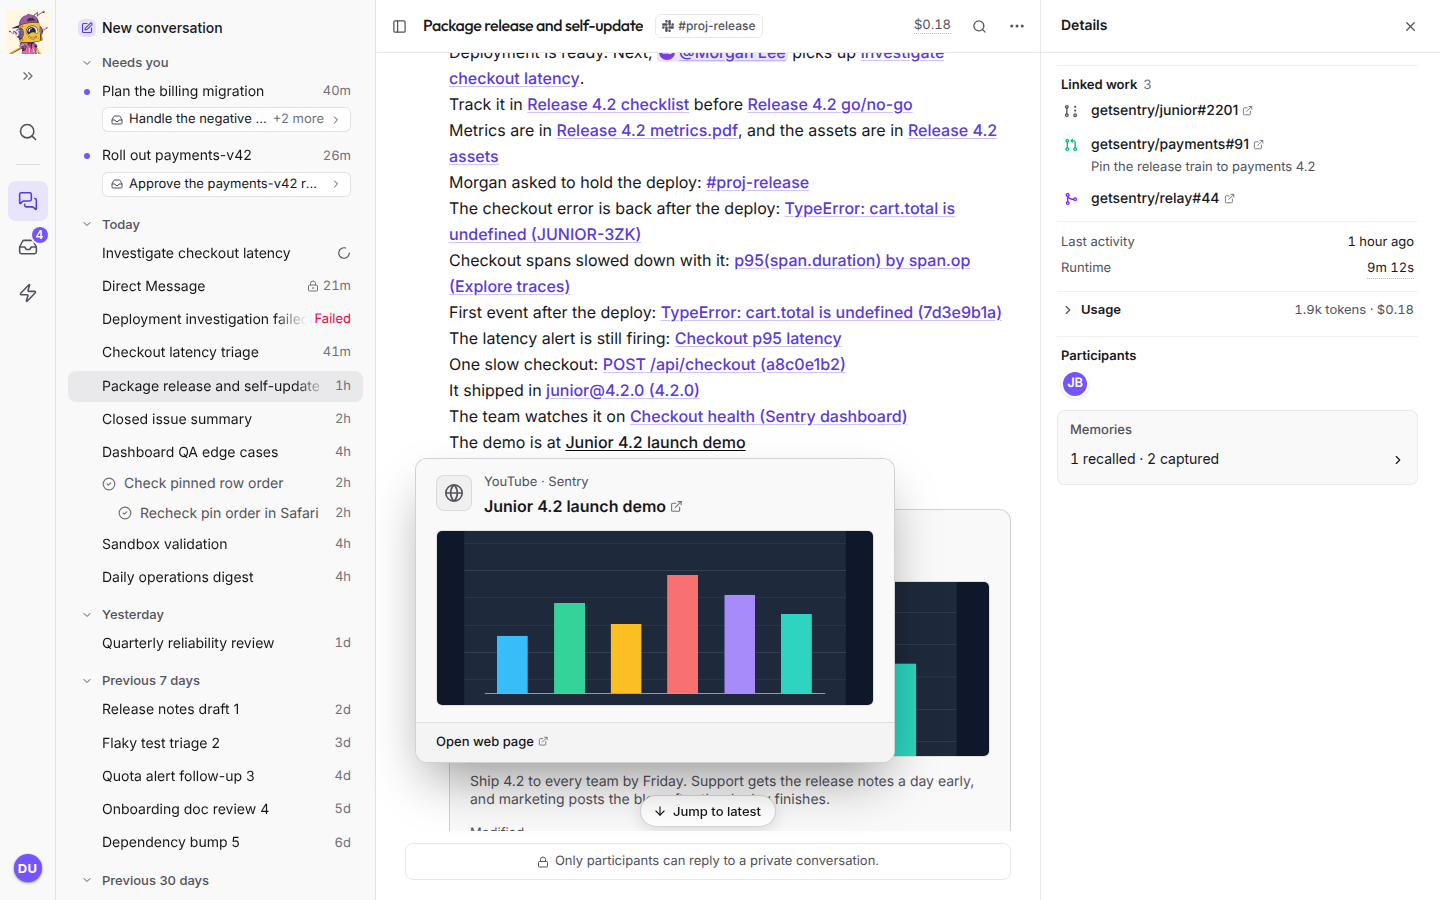 New conversation
Needs you
Plan the billing migration 40m
Handle the negative ... +2 more
Roll out payments-v42 26m
Approve the payments-v42 r...
4
Today
Investigate checkout latency
Direct Message 21m
Deployment investigation failed Failed
Checkout latency triage 41m
Package release and self-update 1h
Closed issue summary 2h
Dashboard QA edge cases 4h
Check pinned row order 2h
Recheck pin order in Safari 2h
Sandbox validation 4h
Daily operations digest 4h
Yesterday
Quarterly reliability review 1d
Previous 7 days
Release notes draft 1 2d
Flaky test triage 2 3d
Quota alert follow-up 3 4d
Onboarding doc review 4 5d
Dependency bump 5 6d
Previous 30 days
DU
Package release and self-update #proj-release $0.18
Deployment is ready. Next, @Morgan Lee picks up investigate
checkout latency.
Track it in Release 4.2 checklist before Release 4.2 go/no-go
Metrics are in Release 4.2 metrics.pdf, and the assets are in Release 4.2
assets
Morgan asked to hold the deploy: #proj-release
The checkout error is back after the deploy: TypeError: cart.total is
undefined (JUNIOR-3ZK)
Checkout spans slowed down with it: p95(span.duration) by span.op
(Explore traces)
First event after the deploy: TypeError: cart.total is undefined (7d3e9b1a)
The latency alert is still firing: Checkout p95 latency
One slow checkout: POST /api/checkout (a8c0e1b2)
It shipped in junior@4.2.0 (4.2.0)
The team watches it on Checkout health (Sentry dashboard)
The demo is at Junior 4.2 launch demo
YouTube · Sentry
Junior 4.2 launch demo
Open web page
Ship 4.2 to every team by Friday. Support gets the release notes a day early,
and marketing posts the finishes.
Modified
Jump to latest
Only participants can reply to a private conversation.
Details
Linked work 3
getsentry/junior#2201
getsentry/payments#91
Pin the release train to payments 4.2
getsentry/relay#44
Last activity 1 hour ago
Runtime 9m 12s
Usage 1.9k tokens · $0.18
Participants
JB
Memories
1 recalled · 2 captured